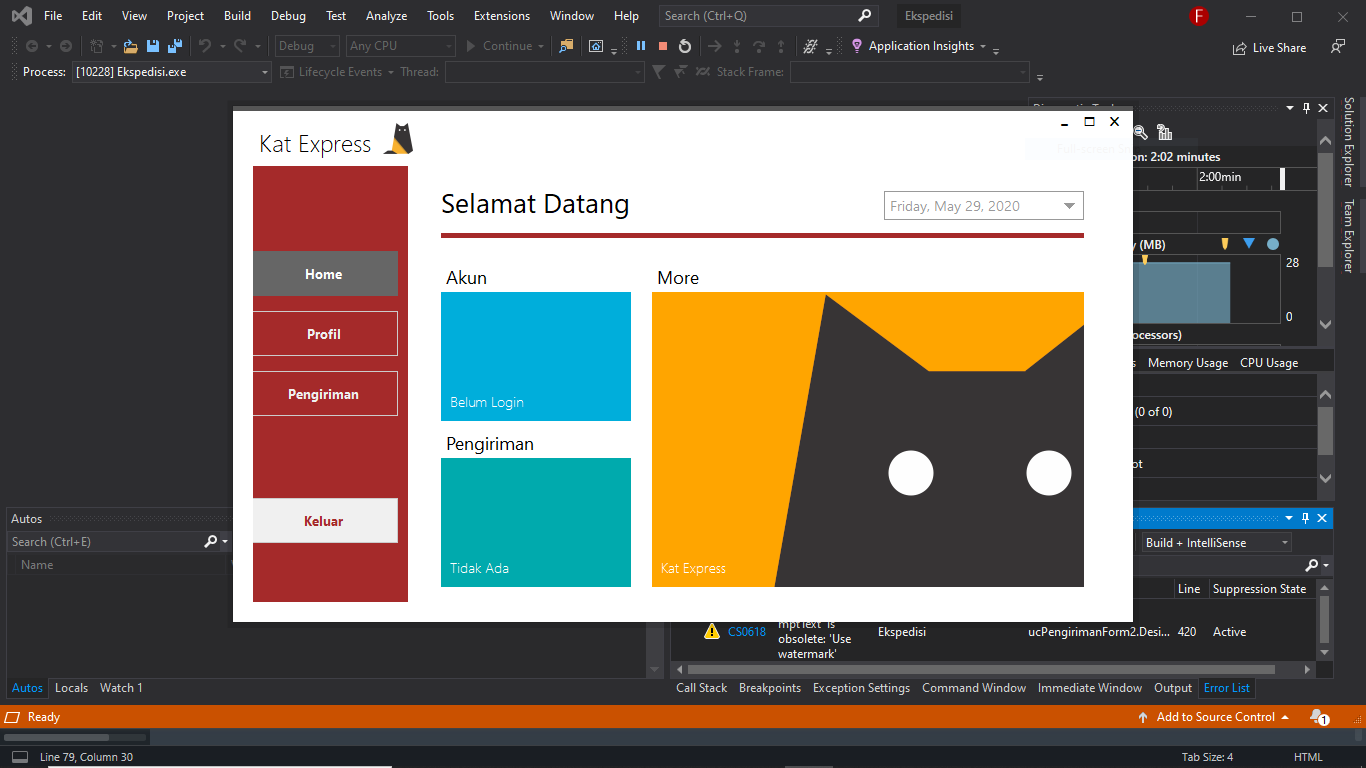 File Edit View Project Build Debug Test Analyze Tools Extensions Window Help Search (Ctrl+Q) Ekspedisi F
Debug Any CPU Continue Application Insights Live Share
Process: [10228] Ekspedisi.exe Lifecycle Events Thread: Stack Frame:
Kat Express
Home
Profil
Pengiriman
Keluar
Selamat Datang
Friday, May 29, 2020
Akun
Belum Login
Pengiriman
Tidak Ada
More
Kat Express
on: 2:02 minutes
2:00min
(MB)
28
0
Memory Usage CPU Usage
(0 of 0)
Solution Explorer
Team Explorer
Autos
Search (Ctrl+E)
Name
Build + IntelliSense
Line Suppression State
CS0618
obsolete: 'Use
watermark'
Ekspedisi
ucPengirimanForm2.Desi... 420 Active
Autos Locals Watch 1
Call Stack Breakpoints Exception Settings Command Window Immediate Window Output Error List
Ready Add to Source Control 1
Line 79, Column 30 Tab Size: 4 HTML